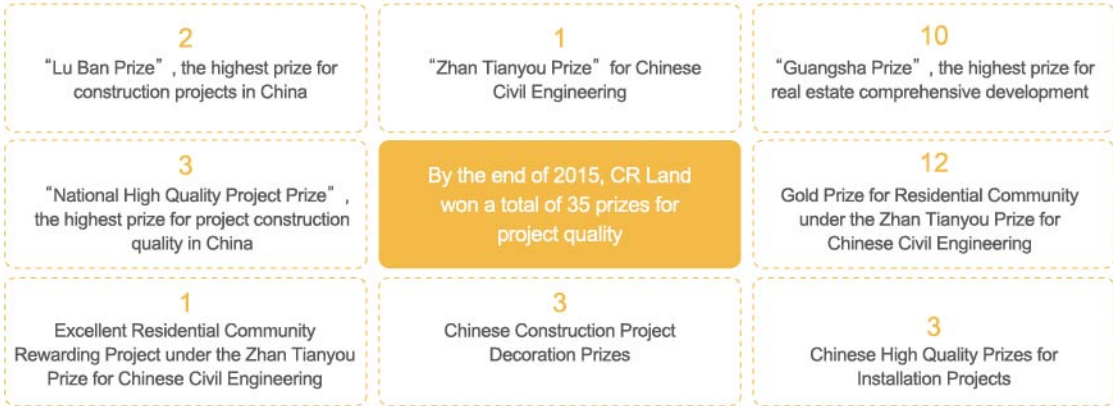 2
“Lu Ban Prize”, the highest prize for
construction projects in China
1
“Zhan Tianyou Prize” for Chinese
Civil Engineering
10
“Guangsha Prize”, the highest prize for
real estate comprehensive development
3
“National High Quality Project Prize”,
the highest prize for project construction
quality in China
By the end of 2015, CR Land
won a total of 35 prizes for
project quality
12
Gold Prize for Residential Community
under the Zhan Tianyou Prize for
Chinese Civil Engineering
1
Excellent Residential Community
Rewarding Project under the Zhan Tianyou
Prize for Chinese Civil Engineering
3
Chinese Construction Project
Decoration Prizes
3
Chinese High Quality Prizes for
Installation Projects